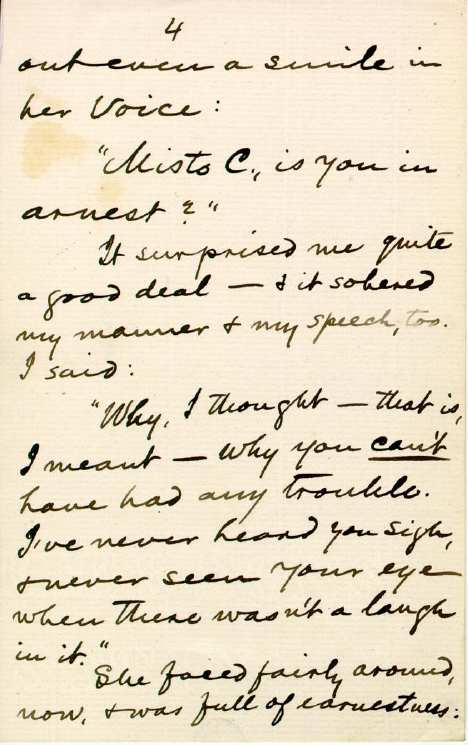 4
out even a smile in
her Voice:
"Misto C., is you in
arnest?"
It surprised me quite
a good deal — & it sobered
my manner & my speech, too.
I said:
"Why, I thought — that is,
I meant — why you can't
have had any trouble.
I've never heard you sigh,
& never seen your eye
when there wasn't a laugh
in it."
She faced fairly around,
now, & was full of earnestness: